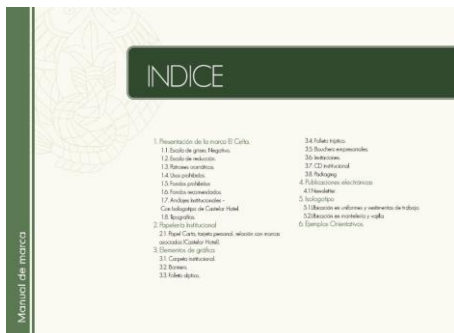 INDICE
1. Presentación de la marca El Celta.
1.1. Escala de grises. Negativo.
1.2. Escala de reducción.
1.3. Patrones cromáticos.
1.4. Usos prohibidos.
1.5. Fondos prohibidos
1.6. Fondos recomendados.
1.7. Anclajes Institucionales -
Con Isologotipo de Castelar Hotel.
1.8. Tipografías.
2. Papelería Institucional
2.1. Papel Carta, tarjeta personal, relación con marcas
asociadas (Castelar Hotel).
3. Elementos de gráfica
3.1. Carpeta institucional.
3.2. Banners.
3.3. Folleto díptico.
3.4. Folleto tríptico.
3.5. Bouchers empresariales.
3.6. Invitaciones.
3.7. CD institucional.
3.8. Packaging
4. Publicaciones electrónicas
4.1.Newsletter.
5. Isologotipo
5.1.Ubicación en uniformes y vestimentas de trabajo.
5.2.Ubicación en mantelería y vajilla.
6. Ejemplos Orientativos.
Manual de marca